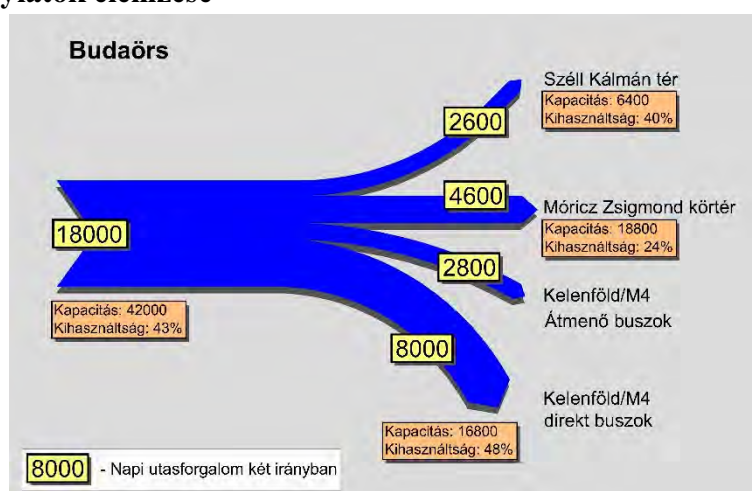 Budaörs
Széll Kálmán tér
Kapacitás: 6400
Kihasználtság: 40%
2600
4600
Móricz Zsigmond körtér
Kapacitás: 18800
Kihasználtság: 24%
18000
2800
Kelenföld/M4
Átmenő buszok
Kapacitás: 42000
Kihasználtság: 43%
8000
Kelenföld/M4
direkt buszok
Kapacitás: 16800
Kihasználtság: 48%
8000 - Napi utasforgalom két irányban